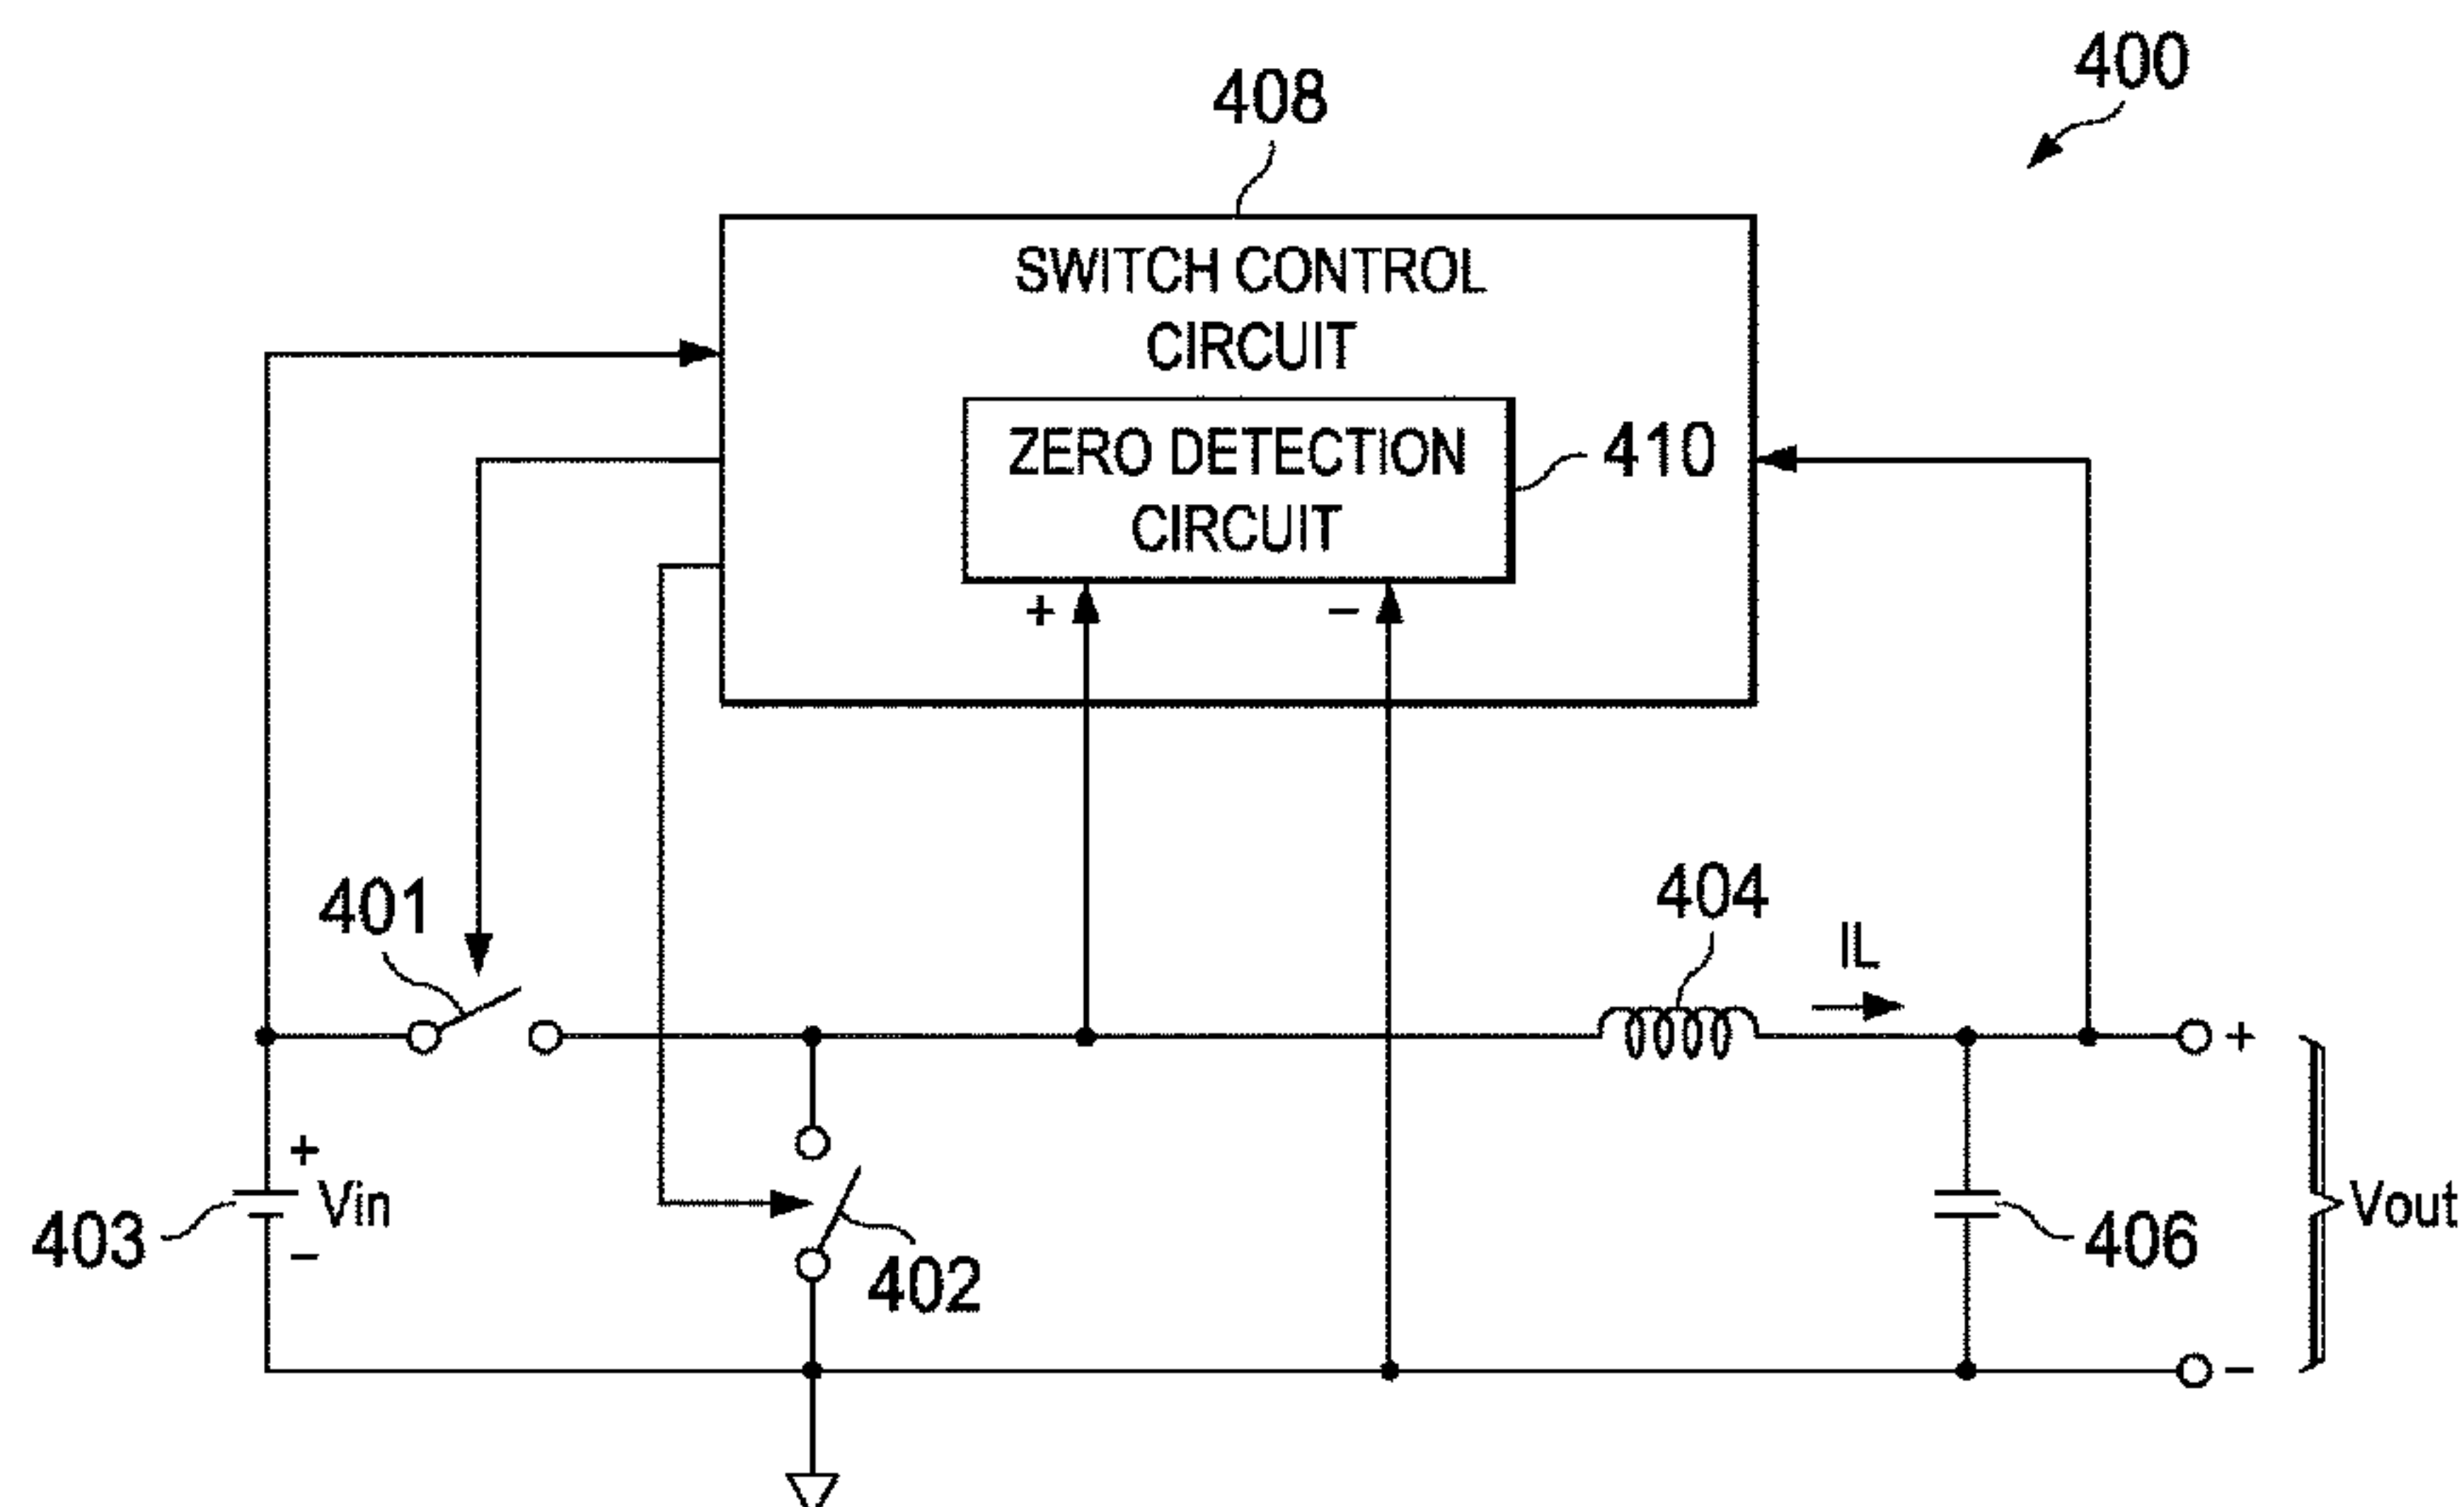 400
408
SWITCH CONTROL
CIRCUIT
ZERO DETECTION
CIRCUIT
410
+
−
401
404
IL
+
+
Vin
−
403
402
406
Vout
−